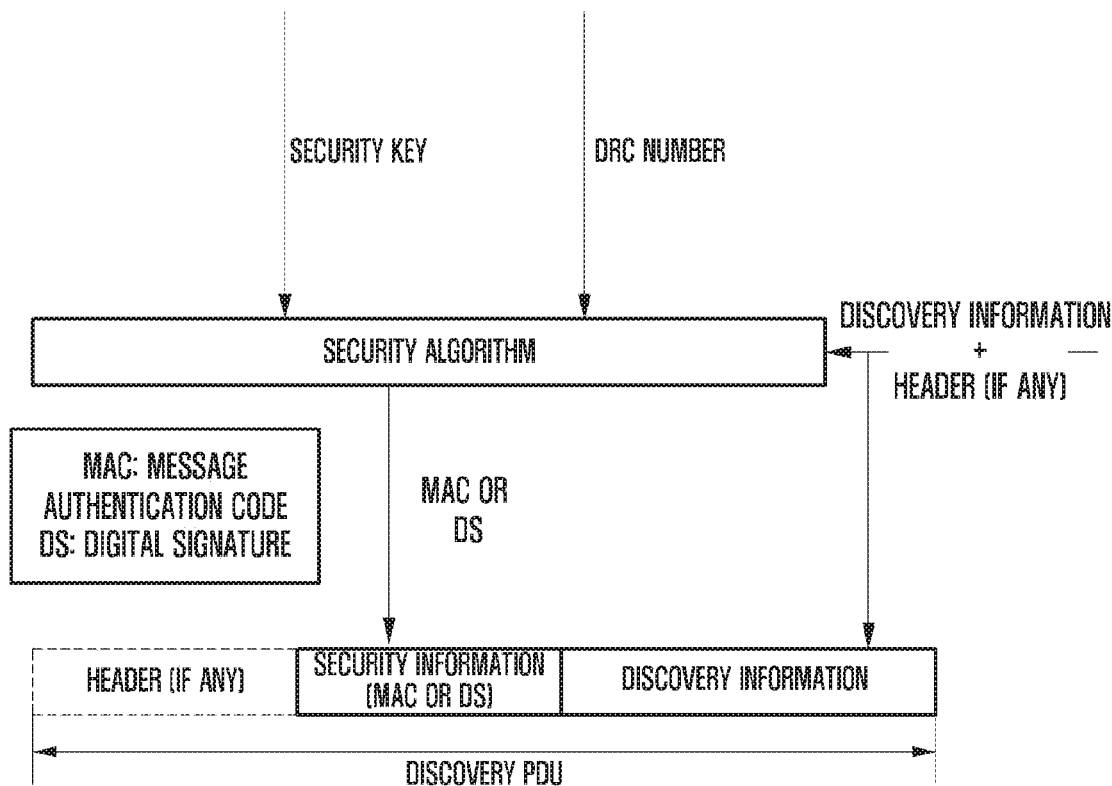 SECURITY KEY
DRC NUMBER
DISCOVERY INFORMATION
+
HEADER (IF ANY)
SECURITY ALGORITHM
MAC: MESSAGE
AUTHENTICATION CODE
DS: DIGITAL SIGNATURE
MAC OR
DS
HEADER (IF ANY)
SECURITY INFORMATION
(MAC OR DS)
DISCOVERY INFORMATION
DISCOVERY PDU